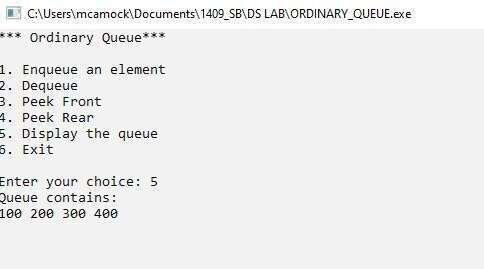 C:\Users\mcamock\Documents\1409_SB\DS LAB\ORDINARY_QUEUE.exe
*** Ordinary Queue***
1. Enqueue an element
2. Dequeue
3. Peek Front
4. Peek Rear
5. Display the queue
6. Exit
Enter your choice: 5
Queue contains:
100 200 300 400